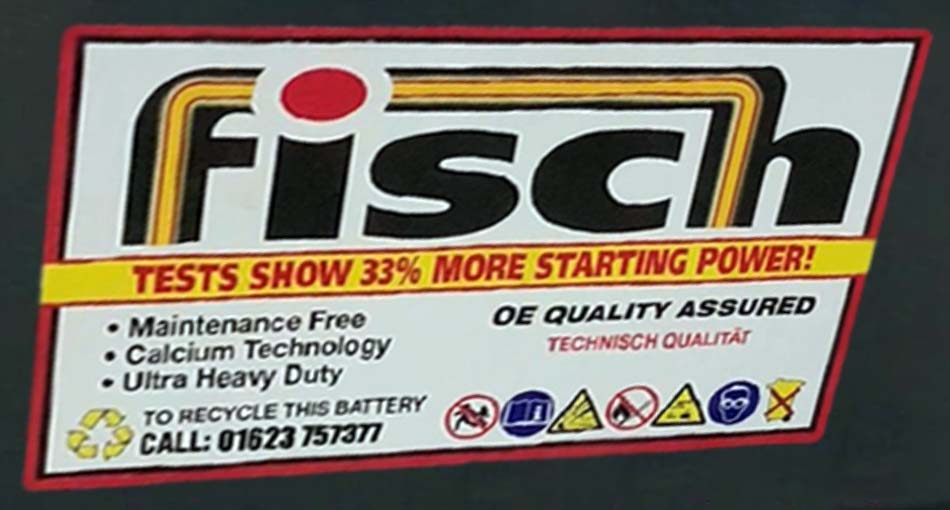 fisch
TESTS SHOW 33% MORE STARTING POWER!
• Maintenance Free
• Calcium Technology
• Ultra Heavy Duty
OE QUALITY ASSURED
TECHNISCH QUALITÄT
TO RECYCLE THIS BATTERY
CALL: 01623 757377